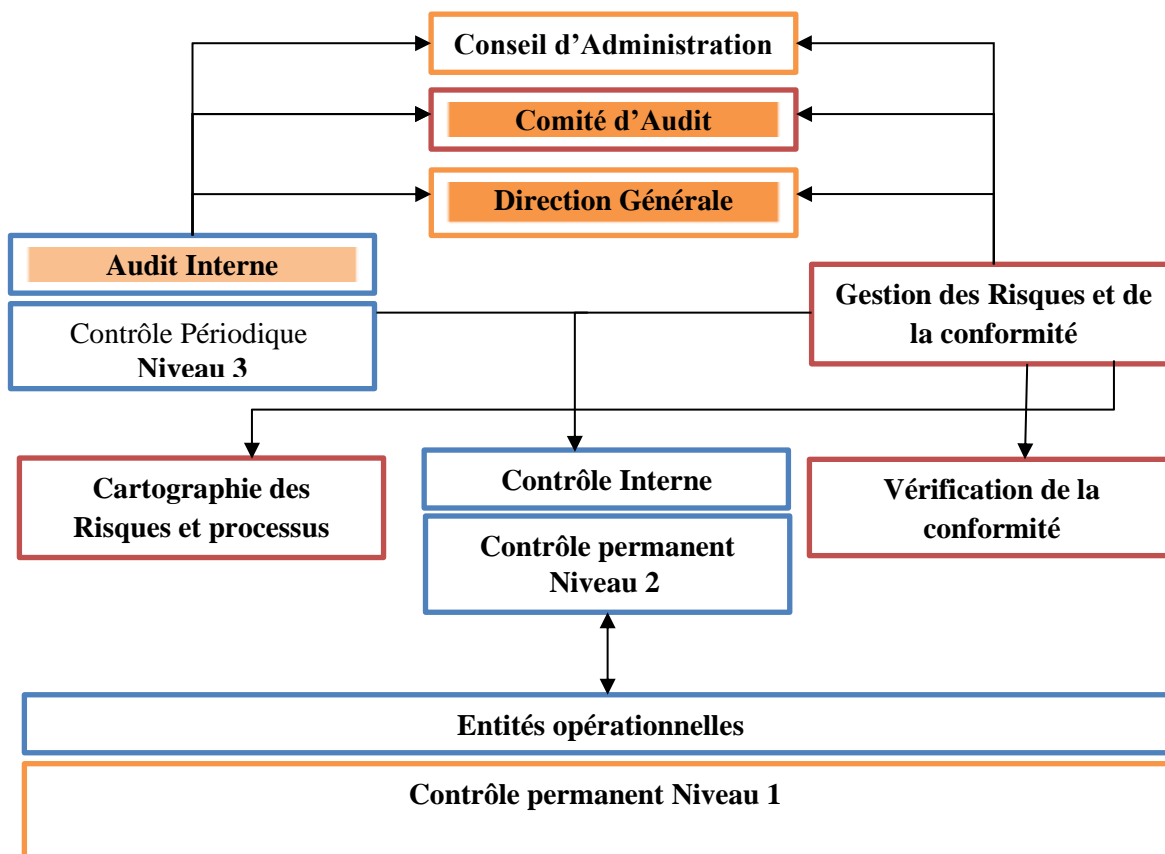 Conseil d’Administration
Comité d’Audit
Direction Générale
Audit Interne
Contrôle Périodique
Niveau 3
Gestion des Risques et de
la conformité
Cartographie des
Risques et processus
Contrôle Interne
Contrôle permanent
Niveau 2
Vérification de la
conformité
Entités opérationnelles
Contrôle permanent Niveau 1